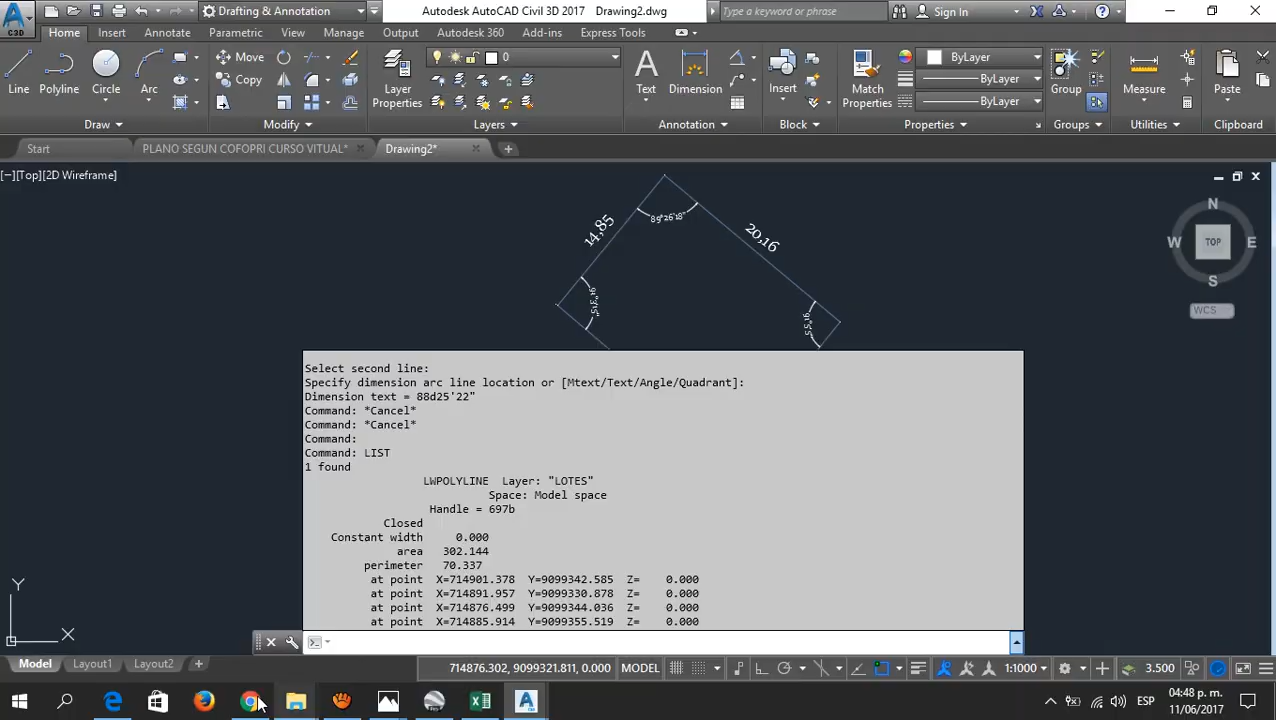 Drafting & Annotation
Autodesk AutoCAD Civil 3D 2017 Drawing2.dwg
Type a keyword or phrase
Sign In
C3D
Home Insert Annotate Parametric View Manage Output Autodesk 360 Add-ins Express Tools
Move
0
ByLayer
Copy
ByLayer
Line Polyline Circle Arc
Layer
Properties
Text Dimension
Insert
Match
Properties
ByLayer
Group
Measure
Paste
Draw Modify Layers Annotation Block Properties Groups Utilities Clipboard
Start PLANO SEGUN COFOPRI CURSO VITUAL* Drawing2*
[−][Top][2D Wireframe]
N
W TOP E
S
WCS
14,85
89°26'18"
20,16
Select second line:
Specify dimension arc line location or [Mtext/Text/Angle/Quadrant]:
Dimension text = 88d25'22"
Command: *Cancel*
Command: *Cancel*
Command:
Command: LIST
1 found
LWPOLYLINE Layer: "LOTES"
Space: Model space
Handle = 697b
Closed
Constant width 0.000
area 302.144
perimeter 70.337
at point X=714901.378 Y=9099342.585 Z= 0.000
at point X=714891.957 Y=9099330.878 Z= 0.000
at point X=714876.499 Y=9099344.036 Z= 0.000
at point X=714885.914 Y=9099355.519 Z= 0.000
Y
X
Model Layout1 Layout2
714876.302, 9099321.811, 0.000 MODEL
1:1000
3.500
ESP
04:48 p. m.
11/06/2017